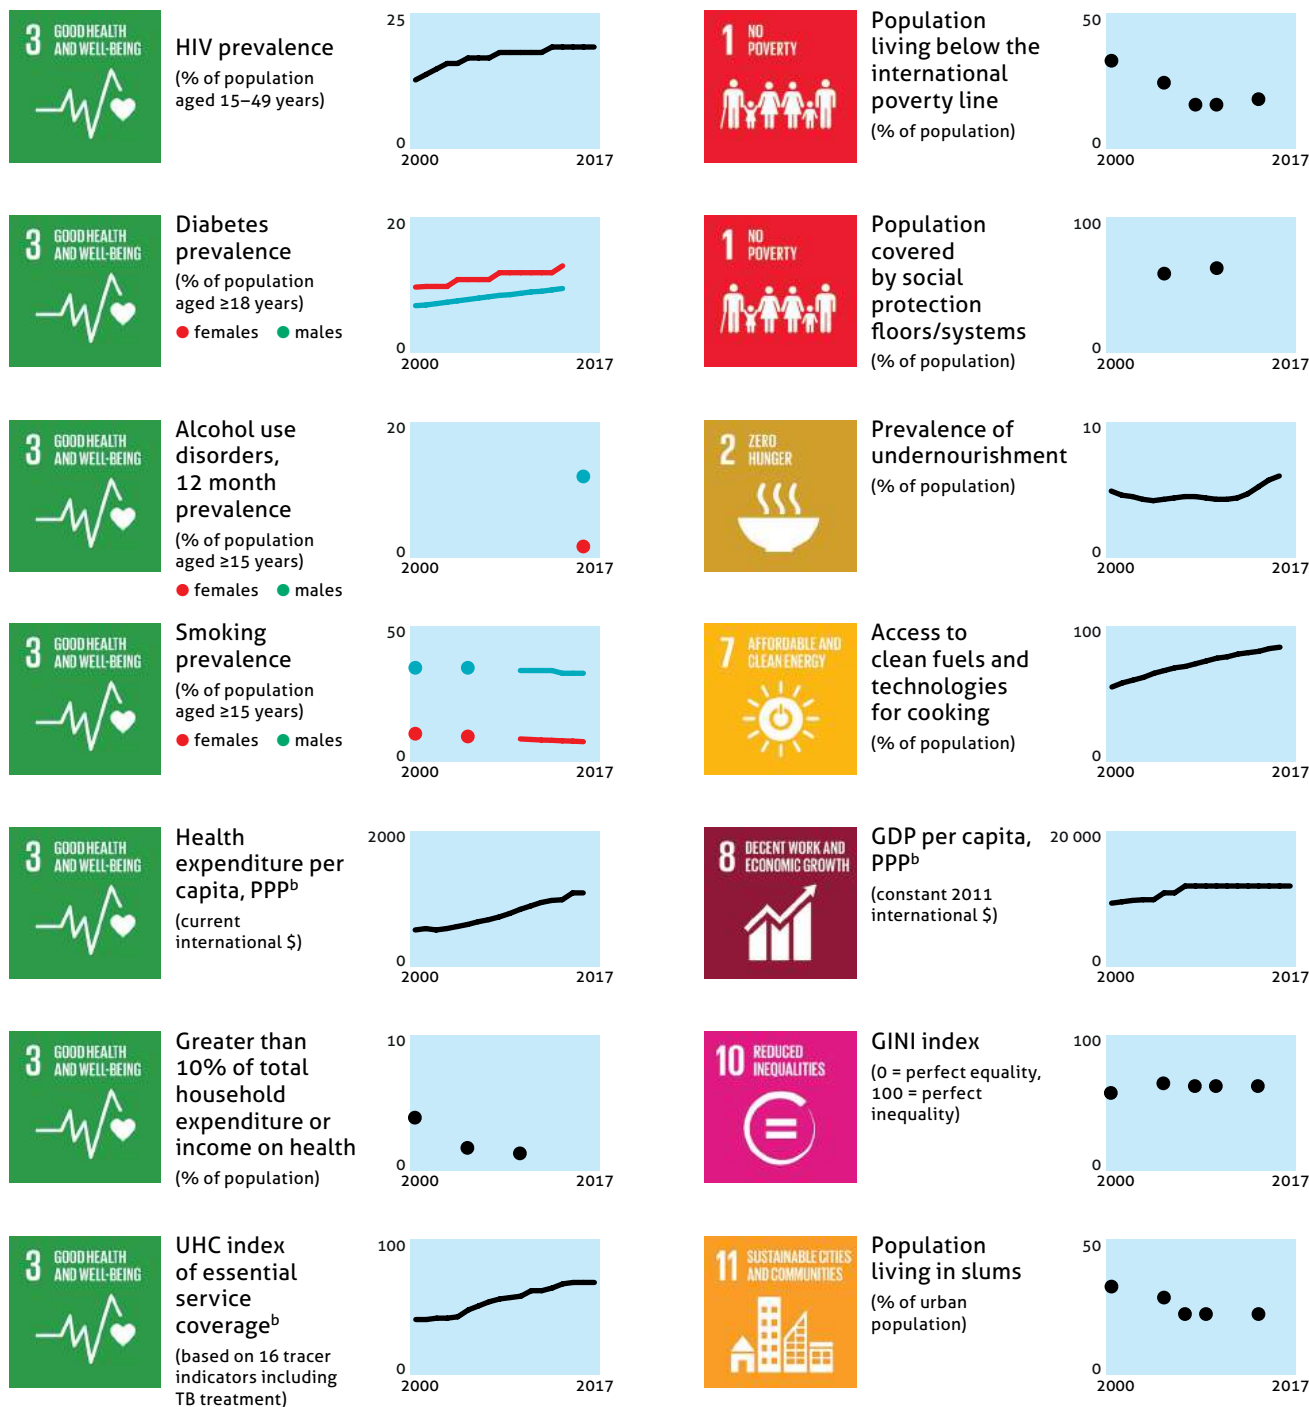 3 GOOD HEALTH
AND WELL-BEING
HIV prevalence
(% of population
aged 15–49 years)
25
0
2000 2017
3 GOOD HEALTH
AND WELL-BEING
Diabetes
prevalence
(% of population
aged ≥18 years)
females males
20
0
2000 2017
3 GOOD HEALTH
AND WELL-BEING
Alcohol use
disorders,
12 month
prevalence
(% of population
aged ≥15 years)
females males
20
0
2000 2017
3 GOOD HEALTH
AND WELL-BEING
Smoking
prevalence
(% of population
aged ≥15 years)
females males
50
0
2000 2017
3 GOOD HEALTH
AND WELL-BEING
Health
expenditure per
capita, PPPᵇ
(current
international $)
2000
0
2000 2017
3 GOOD HEALTH
AND WELL-BEING
Greater than
10% of total
household
expenditure or
income on health
(% of population)
10
0
2000 2017
3 GOOD HEALTH
AND WELL-BEING
UHC index
of essential
service
coverageᵇ
(based on 16 tracer
indicators including
TB treatment)
100
0
2000 2017
1 NO
POVERTY
Population
living below the
international
poverty line
(% of population)
50
0
2000 2017
1 NO
POVERTY
Population
covered
by social
protection
floors/systems
(% of population)
100
0
2000 2017
2 ZERO
HUNGER
Prevalence of
undernourishment
(% of population)
10
0
2000 2017
7 AFFORDABLE AND
CLEAN ENERGY
Access to
clean fuels and
technologies
for cooking
(% of population)
100
0
2000 2017
8 DECENT WORK AND
ECONOMIC GROWTH
GDP per capita,
PPPᵇ
(constant 2011
international $)
20 000
0
2000 2017
10 REDUCED
INEQUALITIES
GINI index
(0 = perfect equality,
100 = perfect
inequality)
100
0
2000 2017
11 SUSTAINABLE CITIES
AND COMMUNITIES
Population
living in slums
(% of urban
population)
50
0
2000 2017